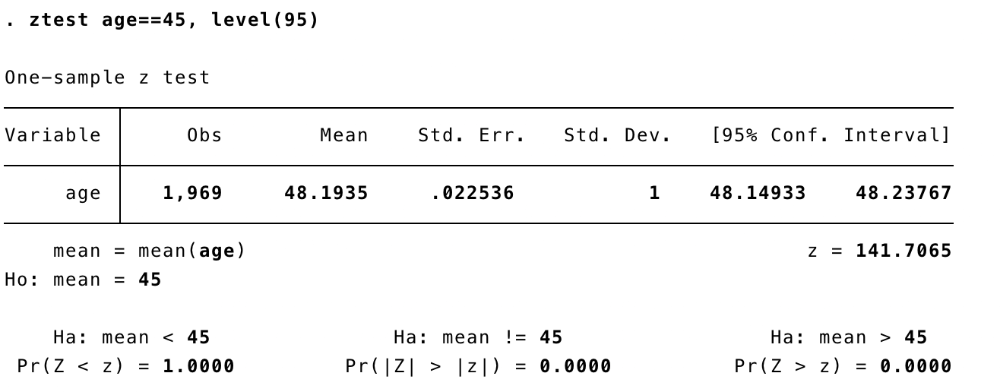 . ztest age==45, level(95)
One-sample z test
Variable Obs Mean Std. Err. Std. Dev. [95% Conf. Interval]
age 1,969 48.1935 .022536 1 48.14933 48.23767
mean = mean(age) z = 141.7065
Ho: mean = 45
Ha: mean < 45 Ha: mean != 45 Ha: mean > 45
Pr(Z < z) = 1.0000 Pr(|Z| > |z|) = 0.0000 Pr(Z > z) = 0.0000